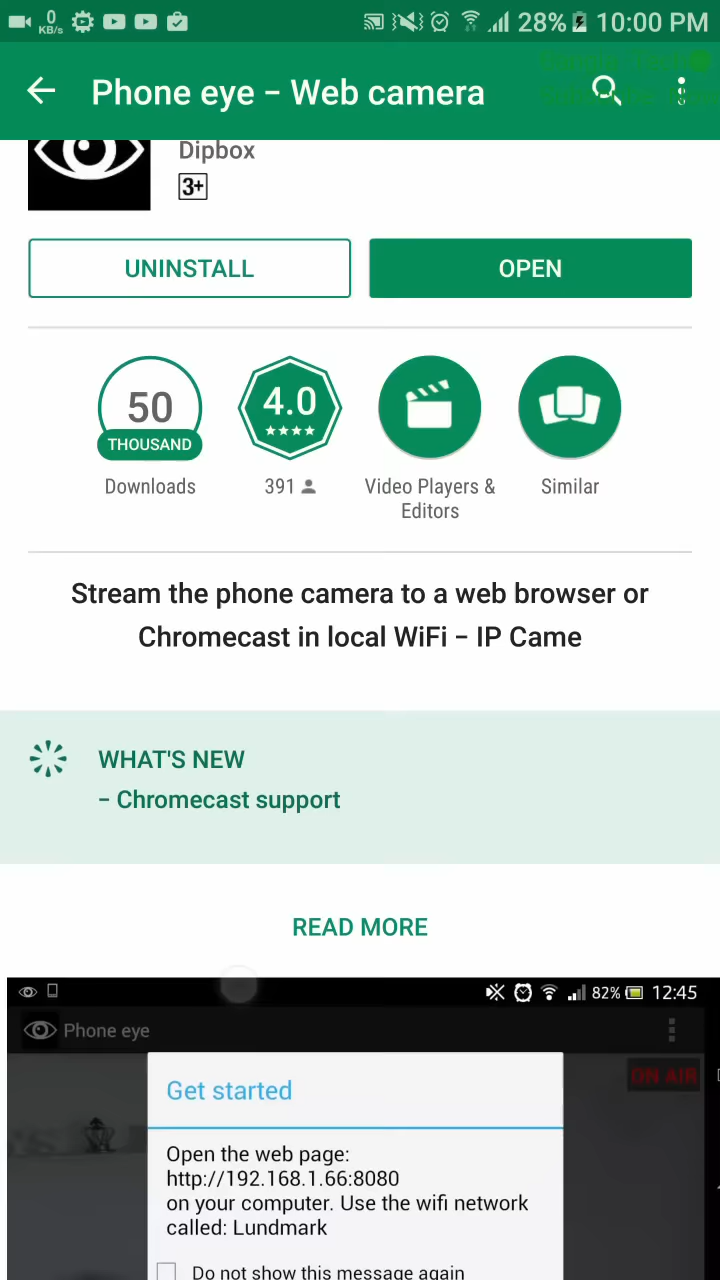 0
KB/s
28% 10:00 PM
Phone eye – Web camera
Dipbox
3+
UNINSTALL
OPEN
50
THOUSAND
Downloads
4.0
391
Video Players &
Editors
Similar
Stream the phone camera to a web browser or
Chromecast in local WiFi – IP Came
WHAT'S NEW
– Chromecast support
READ MORE
82% 12:45
Phone eye
ON AIR
Get started
Open the web page:
http://192.168.1.66:8080
on your computer. Use the wifi network
called: Lundmark
Do not show this message again